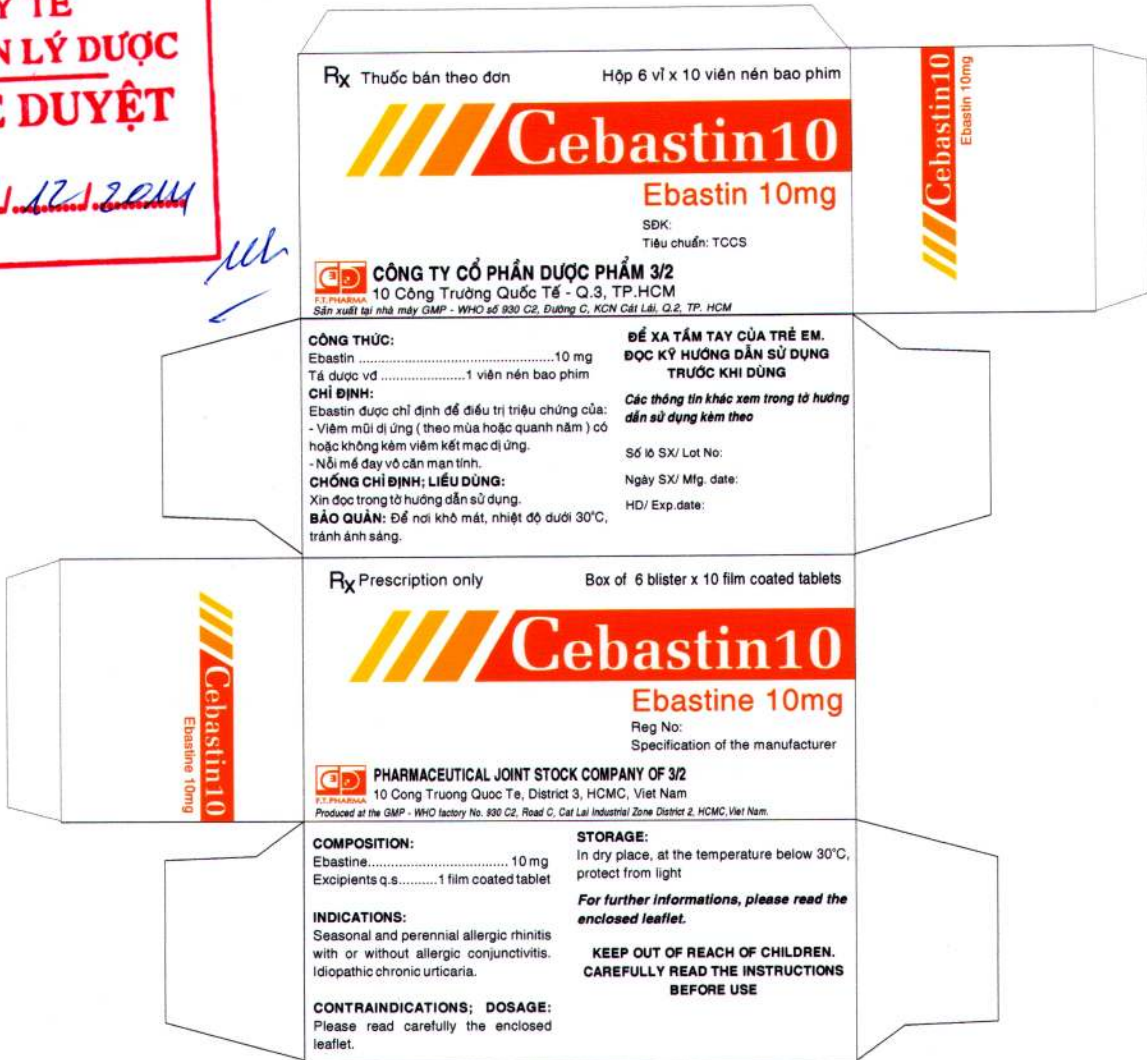 Y TẾ
N LÝ DƯỢC
DUYỆT
12 / 2014
Rx Thuốc bán theo đơn
Hộp 6 vỉ x 10 viên nén bao phim
Cebastin10
Ebastin 10mg
SĐK:
Tiêu chuẩn: TCCS
F.T.PHARMA
CÔNG TY CỔ PHẦN DƯỢC PHẨM 3/2
10 Công Trường Quốc Tế - Q.3, TP.HCM
Sản xuất tại nhà máy GMP - WHO số 930 C2, Đường C, KCN Cát Lái, Q.2, TP. HCM
Cebastin10
Ebastin 10mg
CÔNG THỨC:
Ebastin ........................................................10 mg
Tá dược vđ ........................1 viên nén bao phim
CHỈ ĐỊNH:
Ebastin được chỉ định để điều trị triệu chứng của:
- Viêm mũi dị ứng ( theo mùa hoặc quanh năm ) có
hoặc không kèm viêm kết mạc dị ứng.
- Nổi mề đay vô căn mạn tính.
CHỐNG CHỈ ĐỊNH; LIỀU DÙNG:
Xin đọc trong tờ hướng dẫn sử dụng.
BẢO QUẢN: Để nơi khô mát, nhiệt độ dưới 30°C,
tránh ánh sáng.
ĐỂ XA TẦM TAY CỦA TRẺ EM.
ĐỌC KỸ HƯỚNG DẪN SỬ DỤNG
TRƯỚC KHI DÙNG
Các thông tin khác xem trong tờ hướng
dẫn sử dụng kèm theo
Số lô SX/ Lot No:
Ngày SX/ Mfg. date:
HD/ Exp.date:
Rx Prescription only
Box of 6 blister x 10 film coated tablets
Cebastin10
Ebastine 10mg
Reg No:
Specification of the manufacturer
F.T.PHARMA
PHARMACEUTICAL JOINT STOCK COMPANY OF 3/2
10 Cong Truong Quoc Te, District 3, HCMC, Viet Nam
Produced at the GMP - WHO factory No. 930 C2, Road C, Cat Lai Industrial Zone District 2, HCMC,Viet Nam.
Cebastin10
Ebastine 10mg
COMPOSITION:
Ebastine.................................. 10 mg
Excipients q.s..........1 film coated tablet
INDICATIONS:
Seasonal and perennial allergic rhinitis
with or without allergic conjunctivitis.
Idiopathic chronic urticaria.
CONTRAINDICATIONS; DOSAGE:
Please read carefully the enclosed
leaflet.
STORAGE:
In dry place, at the temperature below 30°C,
protect from light
For further informations, please read the
enclosed leaflet.
KEEP OUT OF REACH OF CHILDREN.
CAREFULLY READ THE INSTRUCTIONS
BEFORE USE